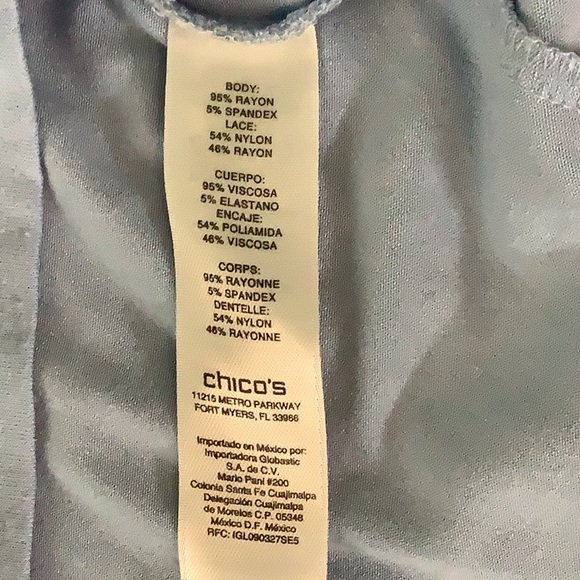 BODY:
95% RAYON
5% SPANDEX
LACE:
54% NYLON
46% RAYON
CUERPO:
95% VISCOSA
5% ELASTANO
ENCAJE:
54% POLIAMIDA
46% VISCOSA
CORPS:
95% RAYONNE
5% SPANDEX
DENTELLE:
54% NYLON
46% RAYONNE
chico's
11215 METRO PARKWAY
FORT MYERS, FL 33966
Importado en México por:
Importadora Globastic
S.A. de C.V.
Mario Pani #200
Colonia Santa Fe Cuajimalpa
Delegación Cuajimalpa
de Morelos C.P. 05348
México D.F. México
RFC: IGL090327SE5